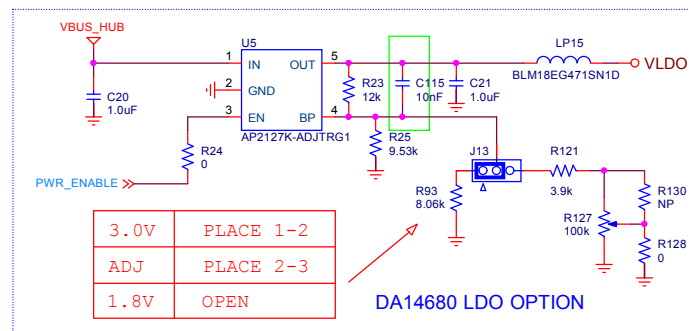 VBUS_HUB
U5
LP15
1 IN OUT 5
BLM18EG471SN1D
VLDO
2 GND
R23
12k
C115
10nF
C21
1.0uF
C20
1.0uF
3 EN BP 4
AP2127K-ADJTRG1
R25
9.53k
R24
0
J13
R121
3.9k
PWR_ENABLE
R93
8.06k
R130
NP
R127
100k
R128
0
3.0V PLACE 1-2
ADJ PLACE 2-3
1.8V OPEN
DA14680 LDO OPTION